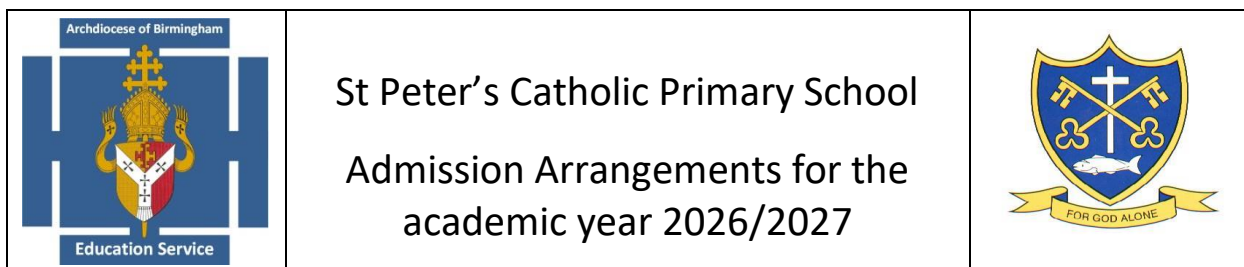 Archdiocese of Birmingham
Education Service
St Peter’s Catholic Primary School
Admission Arrangements for the
academic year 2026/2027
FOR GOD ALONE